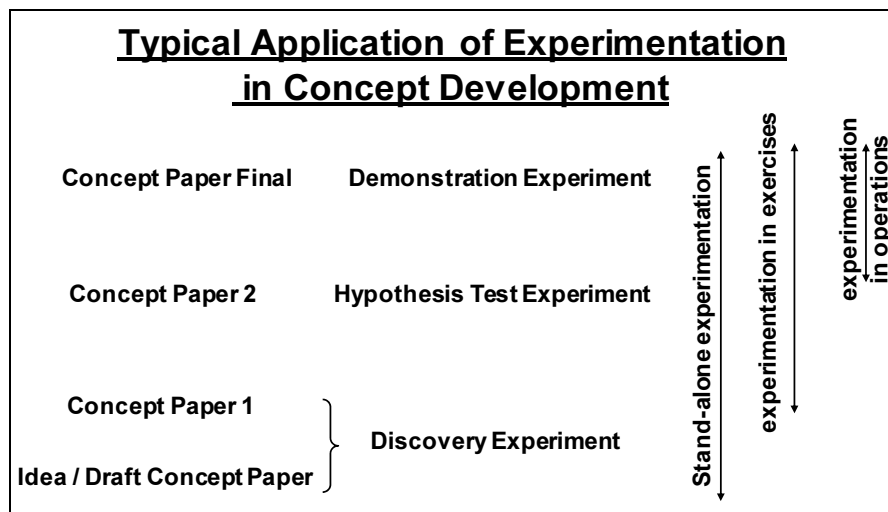 Typical Application of Experimentation
in Concept Development
Concept Paper Final
Demonstration Experiment
Concept Paper 2
Hypothesis Test Experiment
Concept Paper 1
Discovery Experiment
Idea / Draft Concept Paper
Stand-alone experimentation
experimentation in exercises
experimentation
in operations